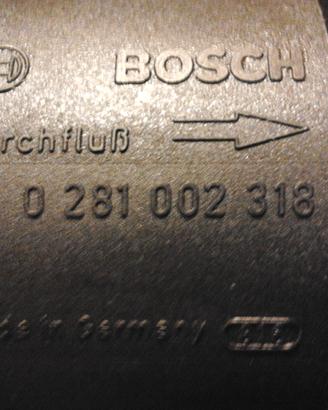 BOSCH
rchfluß
0 281 002 318
de in Germany